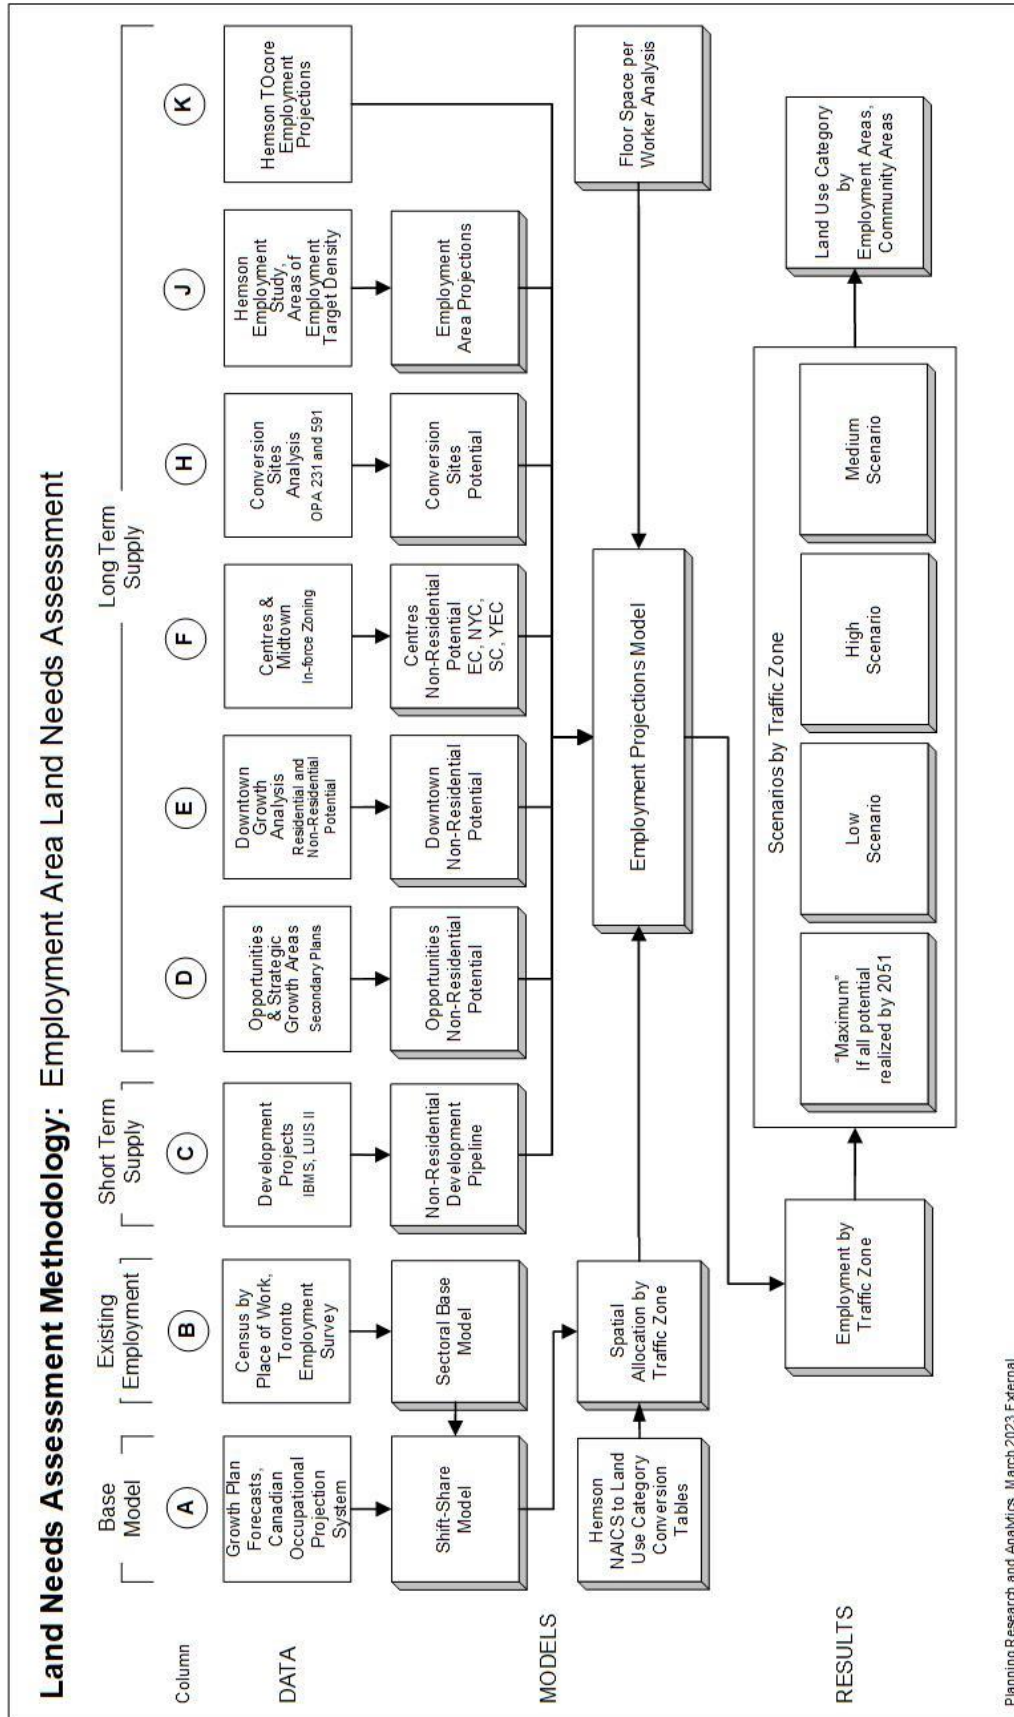 Land Needs Assessment Methodology: Employment Area Land Needs Assessment
Base
Model
Existing
Employment
Short Term
Supply
Long Term
Supply
Column
A
B
C
D
E
F
H
J
K
DATA
Growth Plan
Forecasts,
Canadian
Occupational
Projection
System
Census by
Place of Work,
Toronto
Employment
Survey
Development
Projects
IBMS, LUIS II
Opportunities
& Strategic
Growth Areas
Secondary Plans
Downtown
Growth
Analysis
Residential and
Non-Residential
Potential
Centres &
Midtown
In-force Zoning
Conversion
Sites
Analysis
OPA 231 and 591
Hemson
Employment
Study,
Areas of
Employment
Target Density
Hemson TOcore
Employment
Projections
MODELS
Shift-Share
Model
Sectoral Base
Model
Non-Residential
Development
Pipeline
Opportunities
Non-Residential
Potential
Downtown
Non-Residential
Potential
Centres
Non-Residential
Potential
EC, NYC,
SC, YEC
Conversion
Sites
Potential
Employment
Area Projections
Hemson
NAICS to Land
Use Category
Conversion
Tables
Spatial
Allocation by
Traffic Zone
Employment Projections Model
Floor Space per
Worker Analysis
RESULTS
Employment by
Traffic Zone
Scenarios by Traffic Zone
"Maximum"
If all potential
realized by 2051
Low
Scenario
High
Scenario
Medium
Scenario
Land Use Category
by
Employment Areas,
Community Areas
Planning Research and Analytics, March 2023 External